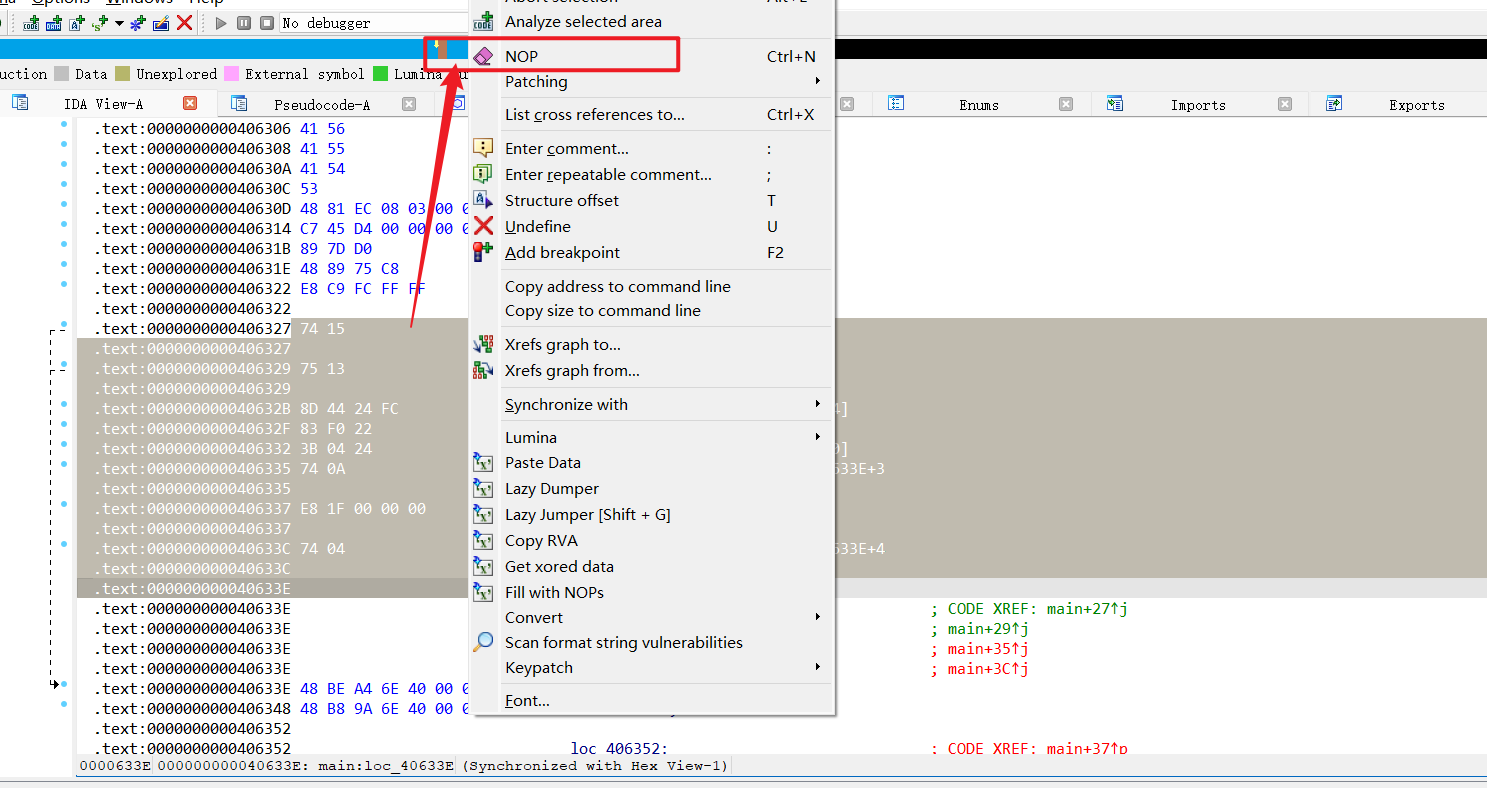 Options Windows Help
No debugger
uction Data Unexplored External symbol Lumina
IDA View-A Pseudocode-A Enums Imports Exports
Analyze selected area
NOP Ctrl+N
Patching
List cross references to... Ctrl+X
Enter comment... :
Enter repeatable comment... ;
Structure offset T
Undefine U
Add breakpoint F2
Copy address to command line
Copy size to command line
Xrefs graph to...
Xrefs graph from...
Synchronize with
Lumina
Paste Data
Lazy Dumper
Lazy Jumper [Shift + G]
Copy RVA
Get xored data
Fill with NOPs
Convert
Scan format string vulnerabilities
Keypatch
Font...
.text:0000000000406306 41 56
.text:0000000000406308 41 55
.text:000000000040630A 41 54
.text:000000000040630C 53
.text:000000000040630D 48 81 EC 08 03 00 0
.text:0000000000406314 C7 45 D4 00 00 00 0
.text:000000000040631B 89 7D D0
.text:000000000040631E 48 89 75 C8
.text:0000000000406322 E8 C9 FC FF FF
.text:0000000000406322
.text:0000000000406327 74 15
.text:0000000000406327
.text:0000000000406329 75 13
.text:0000000000406329
.text:000000000040632B 8D 44 24 FC 4]
.text:000000000040632F 83 F0 22
.text:0000000000406332 3B 04 24 0]
.text:0000000000406335 74 0A 633E+3
.text:0000000000406335
.text:0000000000406337 E8 1F 00 00 00
.text:0000000000406337
.text:000000000040633C 74 04 633E+4
.text:000000000040633C
.text:000000000040633E
.text:000000000040633E ; CODE XREF: main+27↑j
.text:000000000040633E ; main+29↑j
.text:000000000040633E ; main+35↑j
.text:000000000040633E ; main+3C↑j
.text:000000000040633E 48 BE A4 6E 40 00 0
.text:0000000000406348 48 B8 9A 6E 40 00 0
.text:0000000000406352
.text:0000000000406352 loc_406352: ; CODE XREF: main+37↑p
0000633E 000000000040633E: main:loc_40633E (Synchronized with Hex View-1)